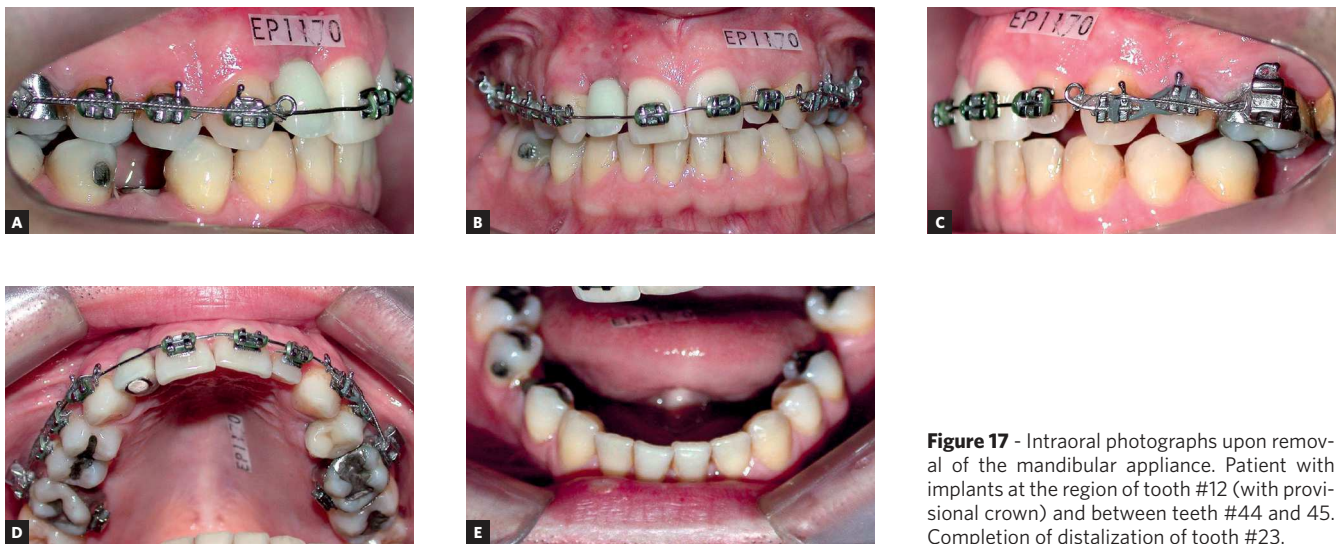 EP1170
EP1170
EP1170
A
B
C
EP1170
D
E
Figure 17 - Intraoral photographs upon remov-
al of the mandibular appliance. Patient with
implants at the region of tooth #12 (with provi-
sional crown) and between teeth #44 and 45.
Completion of distalization of tooth #23.